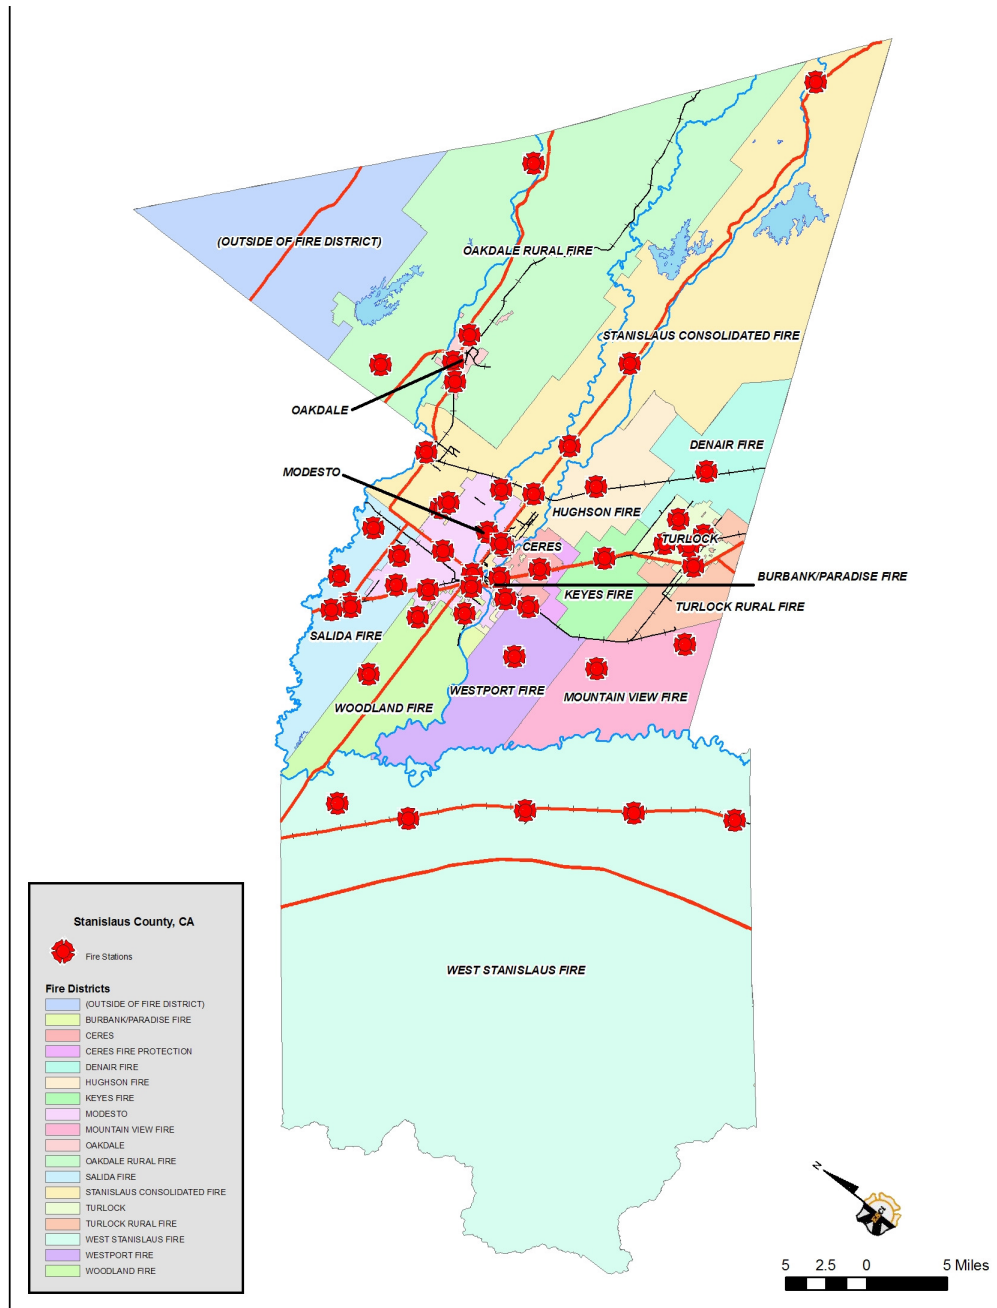 (OUTSIDE OF FIRE DISTRICT)
OAKDALE RURAL FIRE
STANISLAUS CONSOLIDATED FIRE
OAKDALE
DENAIR FIRE
MODESTO
HUGHSON FIRE
TURLOCK
CERES
BURBANK/PARADISE FIRE
KEYES FIRE
TURLOCK RURAL FIRE
SALIDA FIRE
WESTPORT FIRE
MOUNTAIN VIEW FIRE
WOODLAND FIRE
WEST STANISLAUS FIRE
Stanislaus County, CA
Fire Stations
Fire Districts
(OUTSIDE OF FIRE DISTRICT)
BURBANK/PARADISE FIRE
CERES
CERES FIRE PROTECTION
DENAIR FIRE
HUGHSON FIRE
KEYES FIRE
MODESTO
MOUNTAIN VIEW FIRE
OAKDALE
OAKDALE RURAL FIRE
SALIDA FIRE
STANISLAUS CONSOLIDATED FIRE
TURLOCK
TURLOCK RURAL FIRE
WEST STANISLAUS FIRE
WESTPORT FIRE
WOODLAND FIRE
N
5 2.5 0 5 Miles